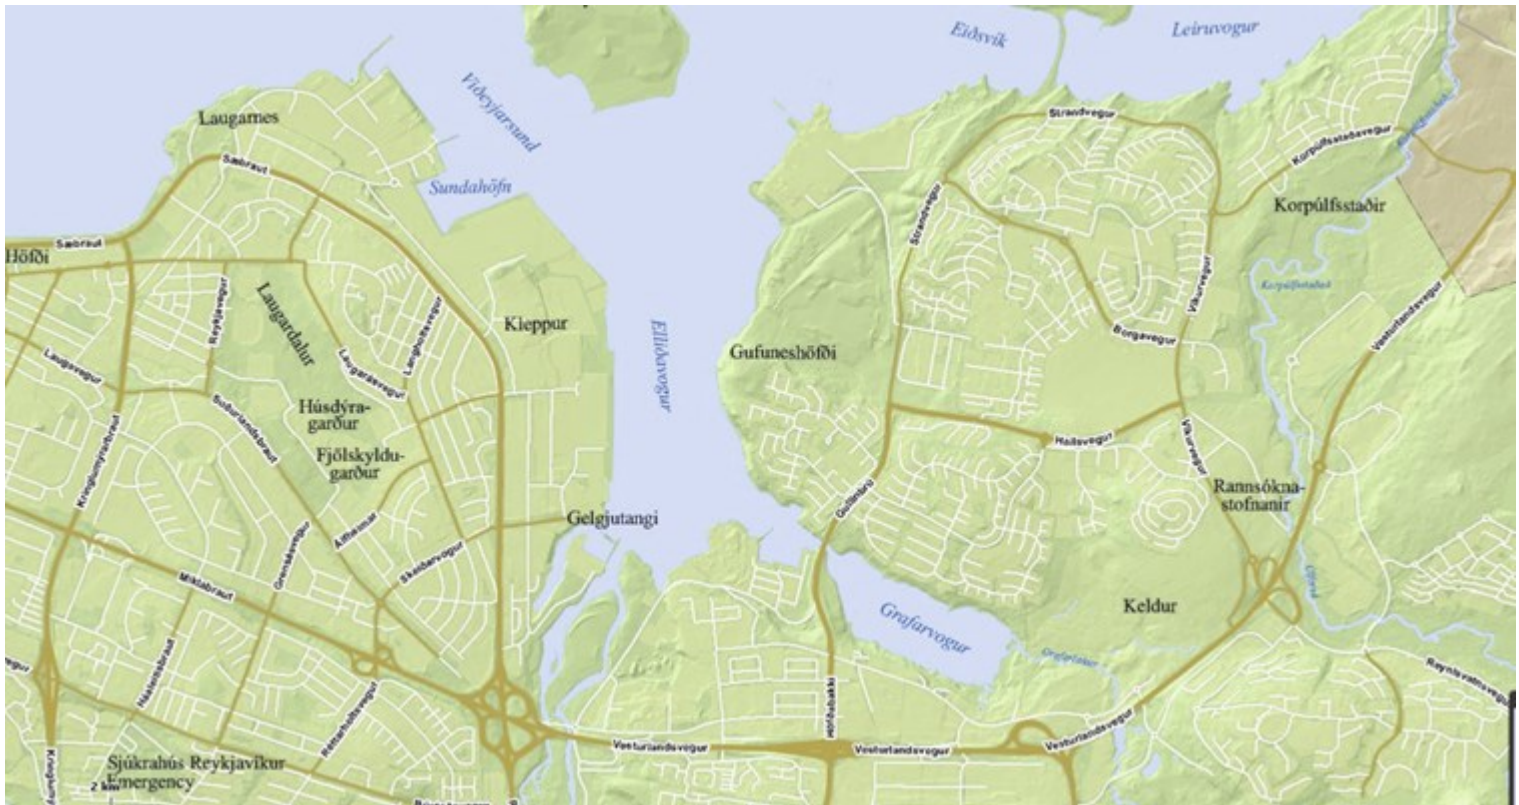 Eiðsvík
Leiruvogur
Viðeyjarsund
Laugarnes
Strandvegur
Sæbraut
Korpúlfsstaðavegur
Sundahöfn
Korpúlfsstaðir
Strandvegur
Sæbraut
Höfði
Reykjavegur
Laugardalur
Langholtsvegur
Kleppur
Elliðavogur
Víkurvegur
Vesturlandsvegur
Borgavegur
Gufuneshöfði
Laugavegur
Laugarásvegur
Húsdýra-
garður
Suðurlandsbraut
Kringlumýrarbraut
Fjölskyldu-
garður
Hallsvegur
Víkurvegur
Rannsókna-
stofnanir
Gullinbrú
Gelgjutangi
Álfheimar
Grensásvegur
Skeiðarvogur
Miklabraut
Keldur
Grafarvogur
Háaleitisbraut
Réttarholtsvegur
Höfðabakki
Reynisvatnsvegur
Vesturlandsvegur
Vesturlandsvegur
Vesturlandsvegur
Sjúkrahús Reykjavíkur
Emergency
2 km